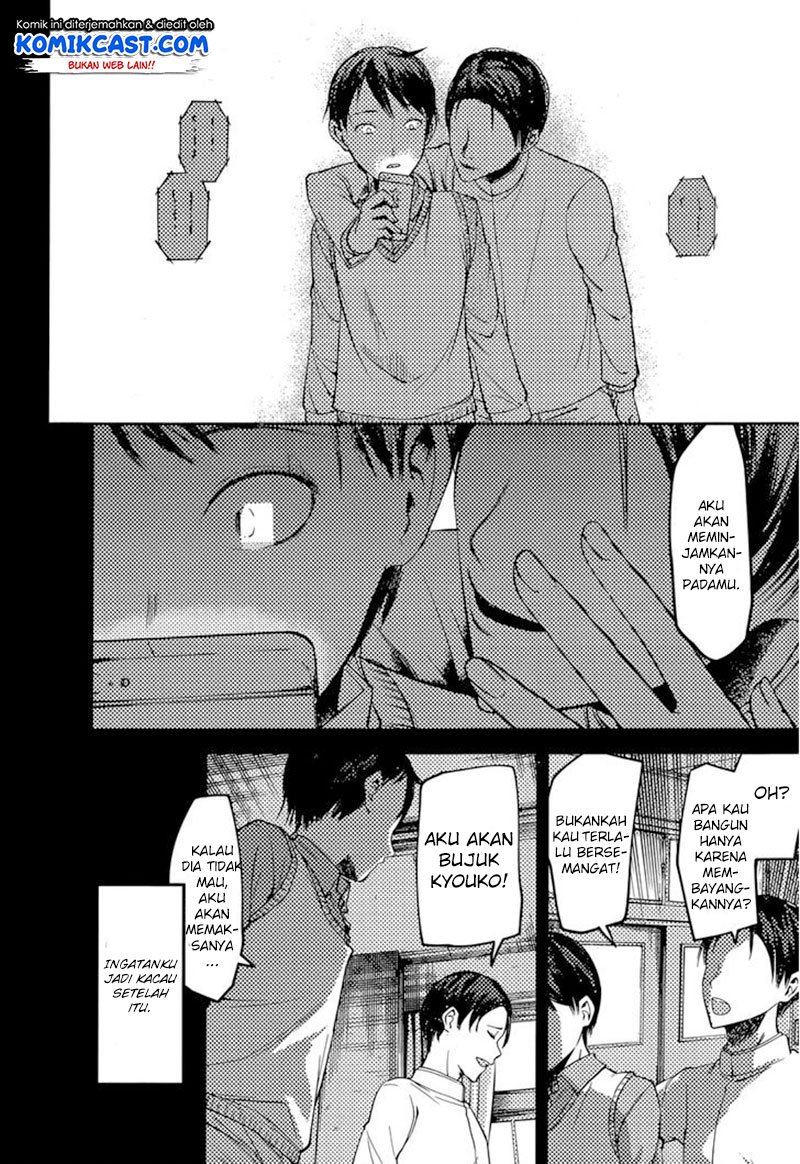 Komik ini diterjemahkan & diedit oleh
KOMIKCAST.COM
BUKAN WEB LAIN!!
AKU
AKAN
MEMIN-
JAMKAN-
NYA
PADAMU.
OH?
APA KAU
BANGUN
HANYA
KARENA
MEM-
BAYANG-
KANNYA?
BUKANKAH
KAU TERLA-
LU BERSE-
MANGAT!
AKU AKAN
BUJUK
KYOUKO!
KALAU
DIA TIDAK
MAU,
AKU
AKAN
MEMAK-
SANYA
...
INGATANKU
JADI KACAU
SETELAH
ITU.